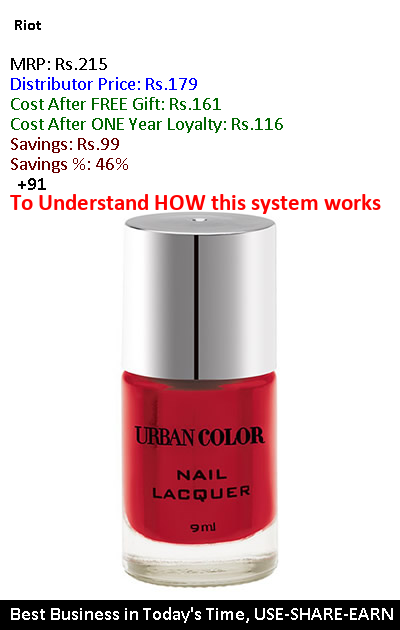 Riot
MRP: Rs.215
Distributor Price: Rs.179
Cost After FREE Gift: Rs.161
Cost After ONE Year Loyalty: Rs.116
Savings: Rs.99
Savings %: 46%
+91
To Understand HOW this system works
URBAN COLOR
NAIL
LACQUER
9ml
Best Business in Today's Time, USE-SHARE-EARN